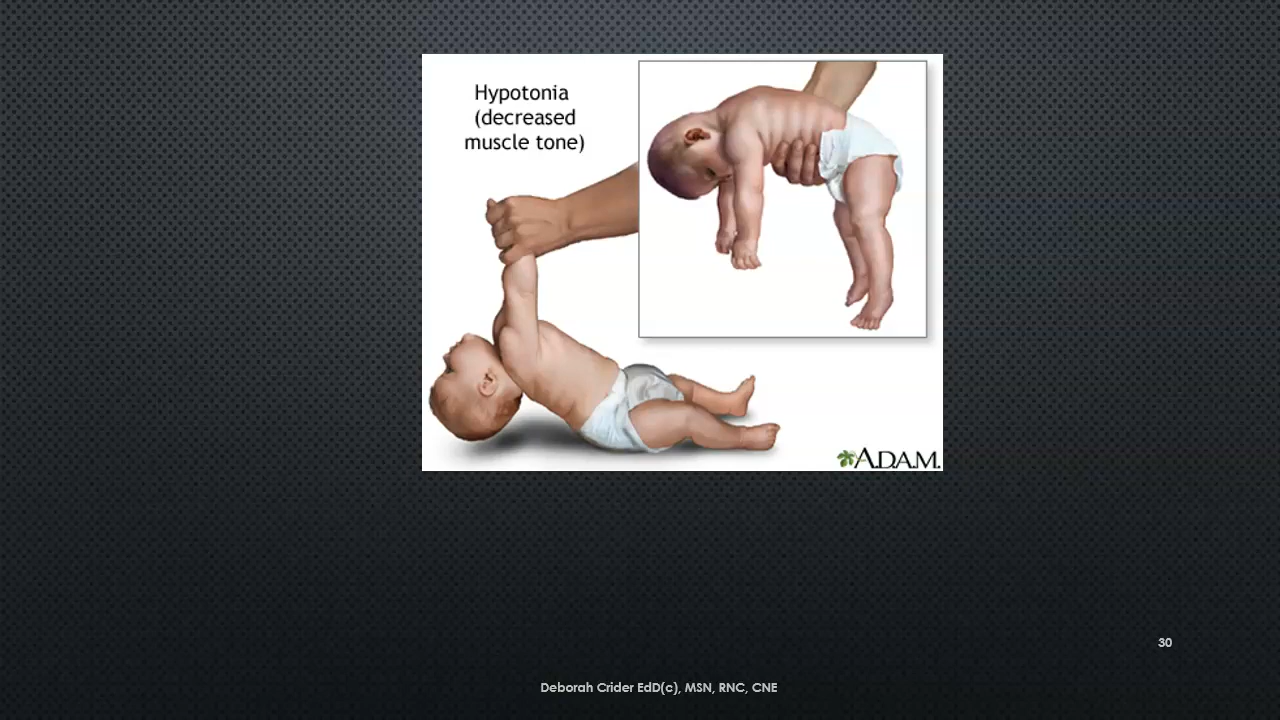 Hypotonia
(decreased
muscle tone)
A.D.A.M.
30
Deborah Crider EdD(c), MSN, RNC, CNE